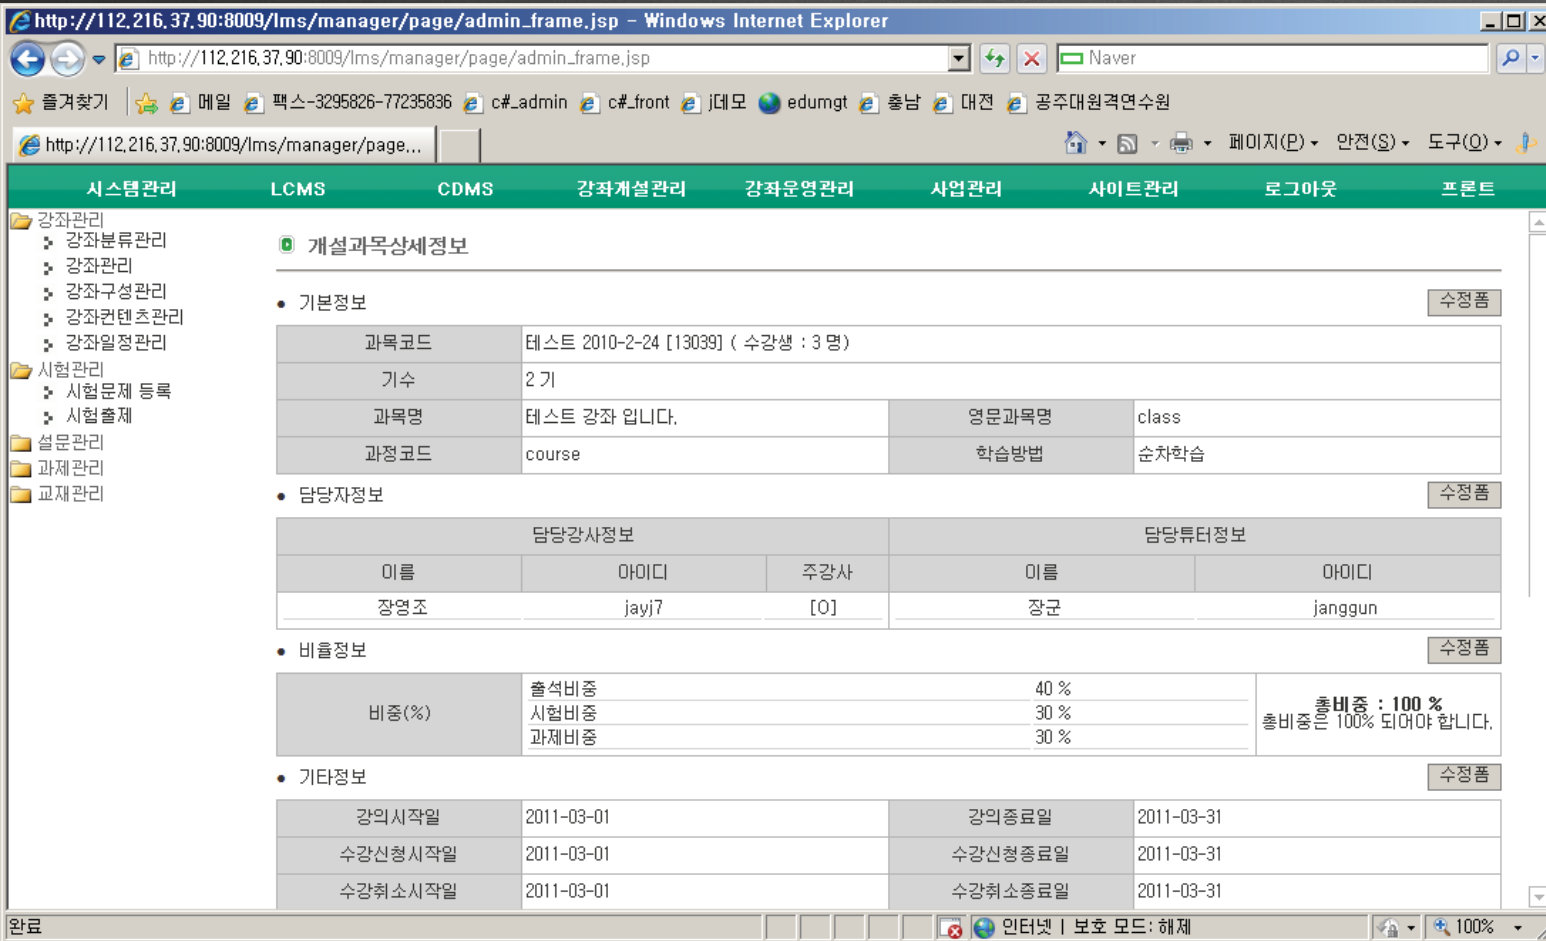 http://112.216.37.90:8009/lms/manager/page/admin_frame.jsp - Windows Internet Explorer
http://112.216.37.90:8009/lms/manager/page/admin_frame.jsp Naver
즐겨찾기 메일 팩스-3295826-77235836 c#_admin c#_front j데모 edumgt 충남 대전 공주대원격연수원
http://112.216.37.90:8009/lms/manager/page... 페이지(P) 안전(S) 도구(O)
시스템관리 LCMS CDMS 강좌개설관리 강좌운영관리 사업관리 사이트관리 로그아웃 프론트
강좌관리
강좌분류관리
강좌관리
강좌구성관리
강좌컨텐츠관리
강좌일정관리
시험관리
시험문제 등록
시험출제
설문관리
과제관리
교재관리
개설과목상세정보
기본정보 수정폼
과목코드 테스트 2010-2-24 [13039] ( 수강생 : 3 명)
기수 2 기
과목명 테스트 강좌 입니다. 영문과목명 class
과정코드 course 학습방법 순차학습
담당자정보 수정폼
담당강사정보 담당튜터정보
이름 아이디 주강사 이름 아이디
장영조 jayj7 [O] 장군 janggun
비율정보 수정폼
비중(%)
출석비중 40 %
시험비중 30 %
과제비중 30 %
총비중 : 100 %
총비중은 100% 되어야 합니다.
기타정보 수정폼
강의시작일 2011-03-01 강의종료일 2011-03-31
수강신청시작일 2011-03-01 수강신청종료일 2011-03-31
수강취소시작일 2011-03-01 수강취소종료일 2011-03-31
완료 인터넷 | 보호 모드: 해제 100%